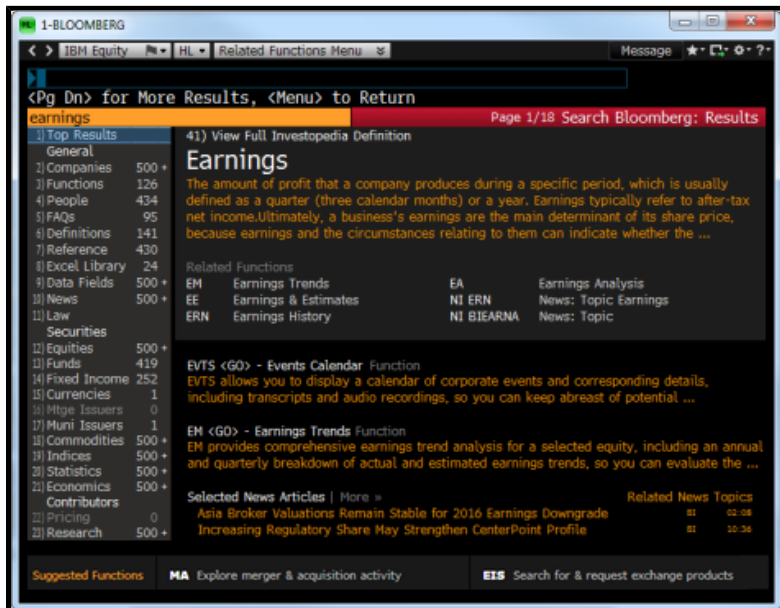 1-BLOOMBERG
< > IBM Equity HL Related Functions Menu Message
<Pg Dn> for More Results, <Menu> to Return
earnings Page 1/18 Search Bloomberg: Results
1) Top Results
General
2) Companies 500 +
3) Functions 126
4) People 434
5) FAQs 95
6) Definitions 141
7) Reference 430
8) Excel Library 24
9) Data Fields 500 +
10) News 500 +
11) Law
Securities
12) Equities 500 +
13) Funds 419
14) Fixed Income 252
15) Currencies 1
16) Mtge Issuers 0
17) Muni Issuers 1
18) Commodities 500 +
19) Indices 500 +
20) Statistics 500 +
21) Economics 500 +
Contributors
22) Pricing 0
23) Research 500 +
41) View Full Investopedia Definition
Earnings
The amount of profit that a company produces during a specific period, which is usually
defined as a quarter (three calendar months) or a year. Earnings typically refer to after-tax
net income.Ultimately, a business's earnings are the main determinant of its share price,
because earnings and the circumstances relating to them can indicate whether the ...
Related Functions
EM Earnings Trends EA Earnings Analysis
EE Earnings & Estimates NI ERN News: Topic Earnings
ERN Earnings History NI BIEARNA News: Topic
EVTS <GO> - Events Calendar Function
EVTS allows you to display a calendar of corporate events and corresponding details,
including transcripts and audio recordings, so you can keep abreast of potential ...
EM <GO> - Earnings Trends Function
EM provides comprehensive earnings trend analysis for a selected equity, including an annual
and quarterly breakdown of actual and estimated earnings trends, so you can evaluate the ...
Selected News Articles | More » Related News Topics
Asia Broker Valuations Remain Stable for 2016 Earnings Downgrade BI 02:08
Increasing Regulatory Share May Strengthen CenterPoint Profile BI 10:36
Suggested Functions MA Explore merger & acquisition activity EIS Search for & request exchange products